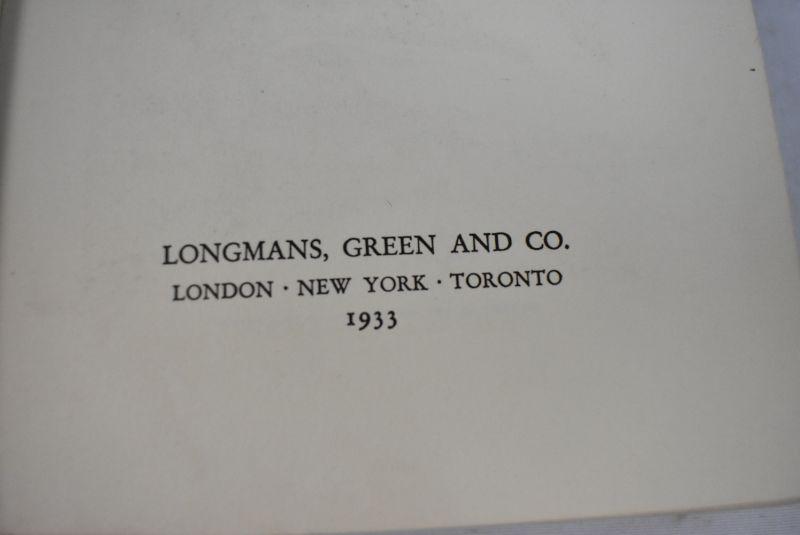 LONGMANS, GREEN AND CO.
LONDON · NEW YORK · TORONTO
1933